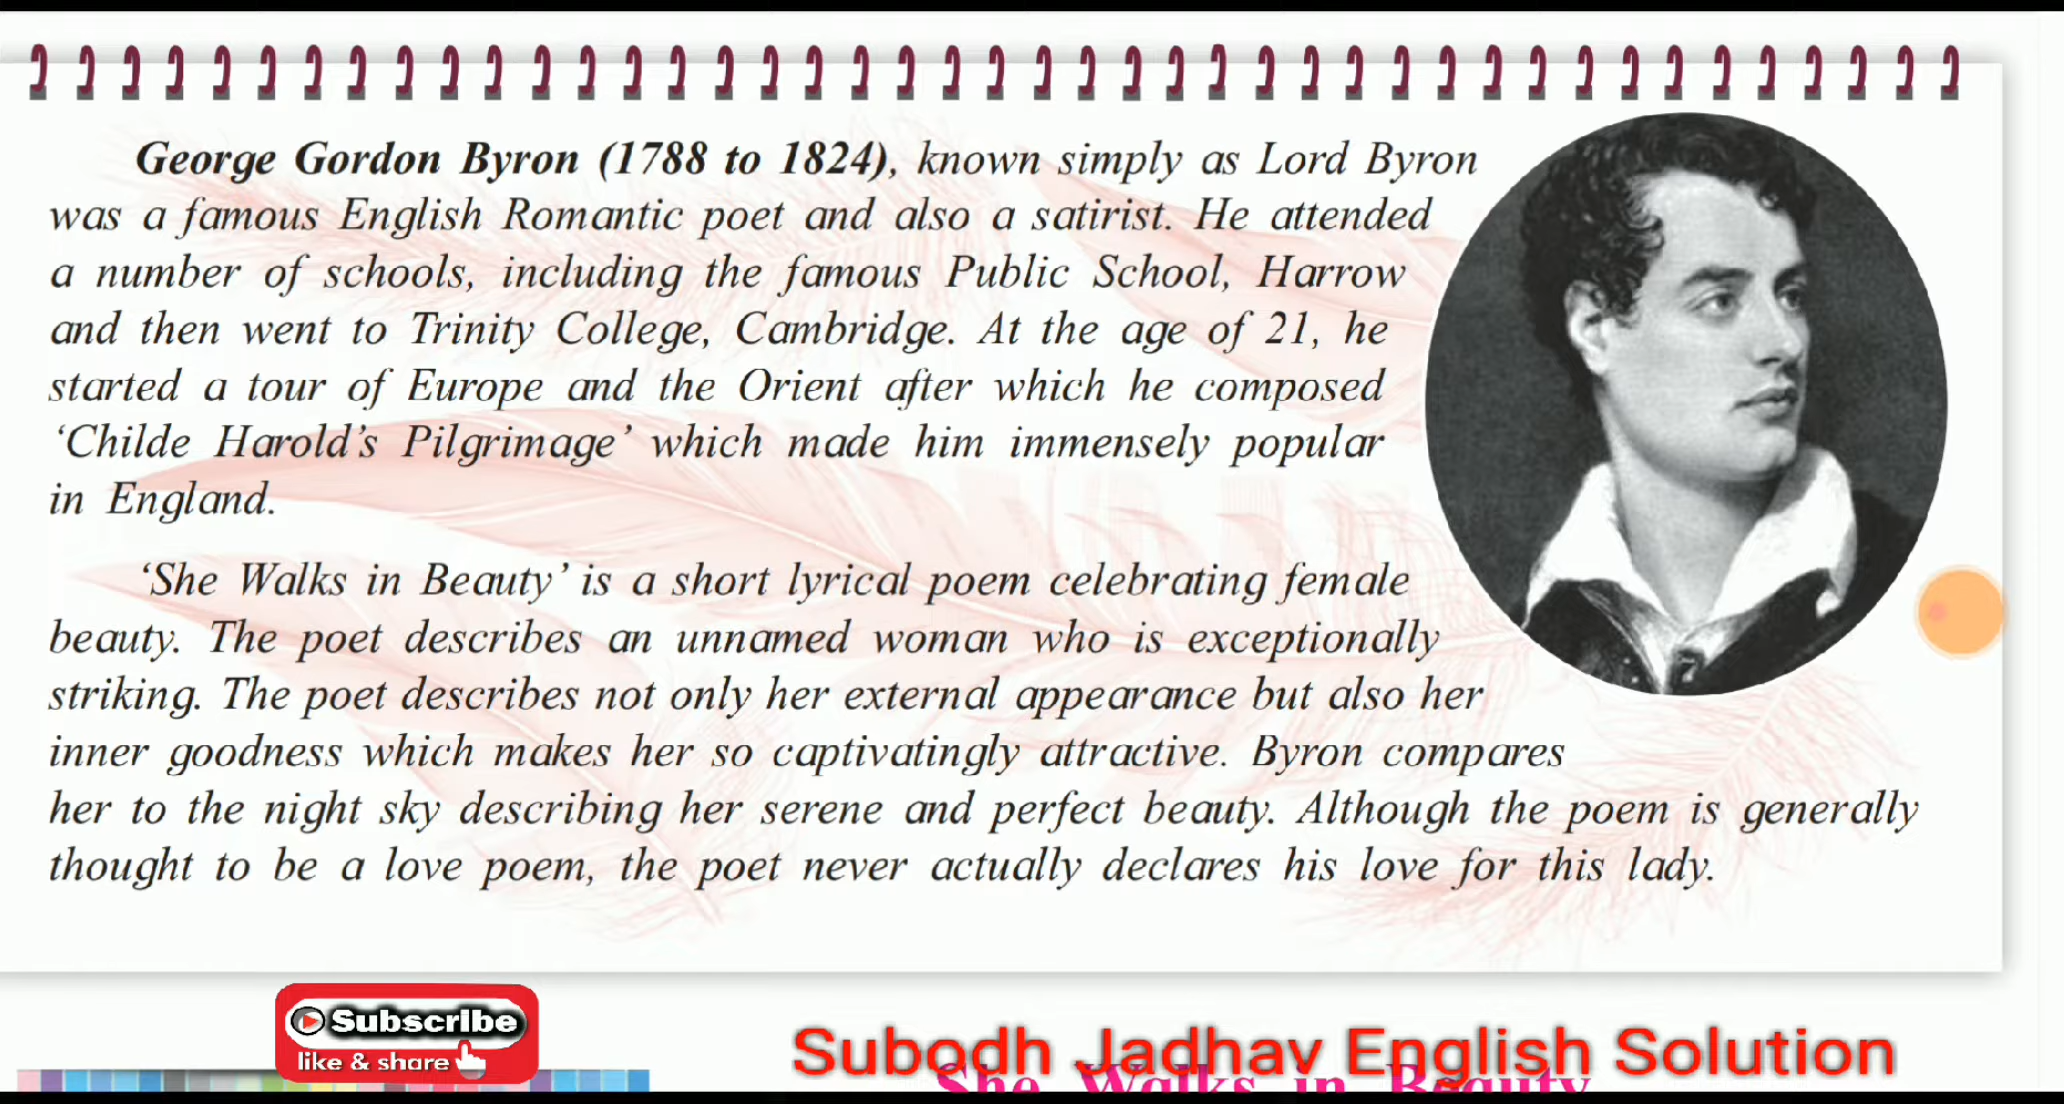 George Gordon Byron (1788 to 1824), known simply as Lord Byron
was a famous English Romantic poet and also a satirist. He attended
a number of schools, including the famous Public School, Harrow
and then went to Trinity College, Cambridge. At the age of 21, he
started a tour of Europe and the Orient after which he composed
‘Childe Harold’s Pilgrimage’ which made him immensely popular
in England.
‘She Walks in Beauty’ is a short lyrical poem celebrating female
beauty. The poet describes an unnamed woman who is exceptionally
striking. The poet describes not only her external appearance but also her
inner goodness which makes her so captivatingly attractive. Byron compares
her to the night sky describing her serene and perfect beauty. Although the poem is generally
thought to be a love poem, the poet never actually declares his love for this lady.
Subscribe
like & share
Subodh Jadhav English Solution
She Walks in Beauty